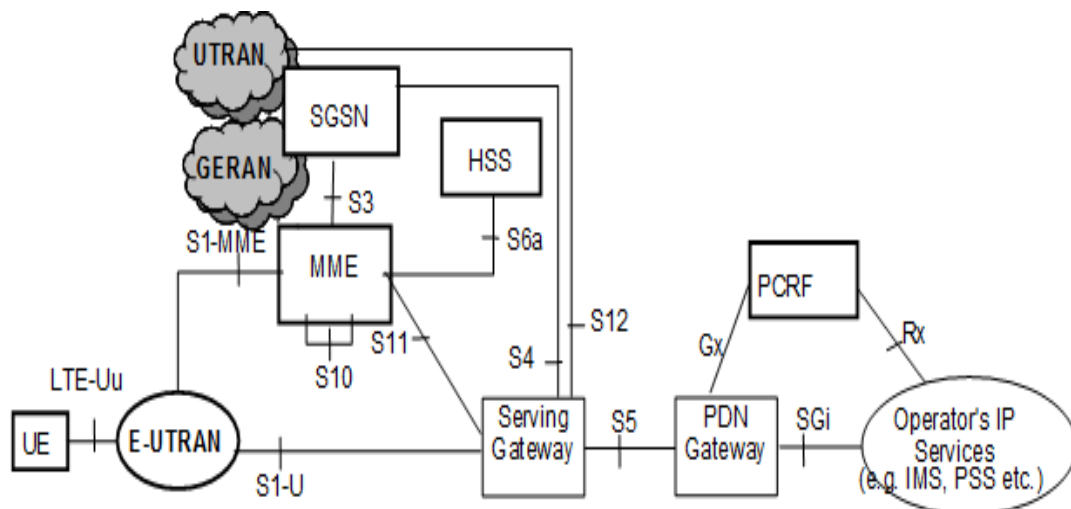 UTRAN
SGSN
HSS
GERAN
S3
S1-MME
S6a
MME
PCRF
S12
S11
Gx
Rx
S4
S10
LTE-Uu
UE
E-UTRAN
Serving
Gateway
S5
PDN
Gateway
SGi
Operator's IP
Services
(e.g. IMS, PSS etc.)
S1-U